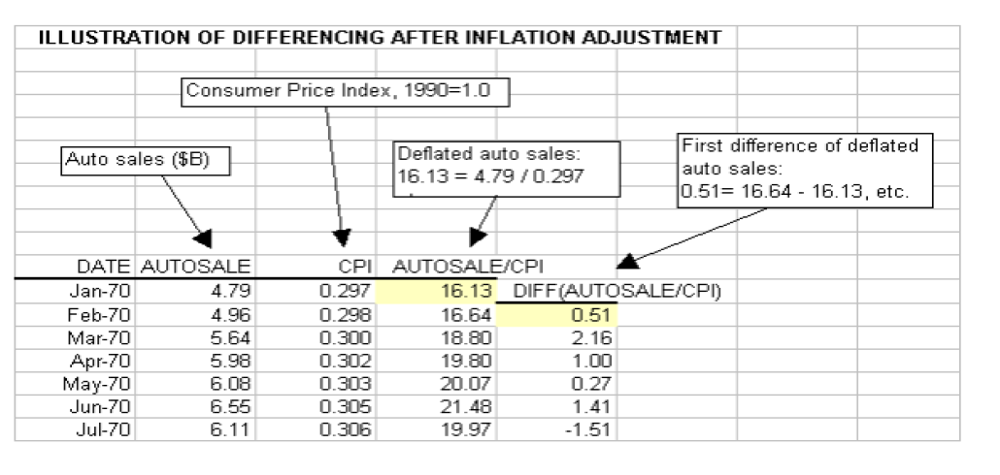 ILLUSTRATION OF DIFFERENCING AFTER INFLATION ADJUSTMENT
Consumer Price Index, 1990=1.0
Auto sales ($B)
Deflated auto sales:
16.13 = 4.79 / 0.297
First difference of deflated
auto sales:
0.51= 16.64 - 16.13, etc.
DATE AUTOSALE CPI AUTOSALE/CPI
Jan-70 4.79 0.297 16.13 DIFF(AUTOSALE/CPI)
Feb-70 4.96 0.298 16.64 0.51
Mar-70 5.64 0.300 18.80 2.16
Apr-70 5.98 0.302 19.80 1.00
May-70 6.08 0.303 20.07 0.27
Jun-70 6.55 0.305 21.48 1.41
Jul-70 6.11 0.306 19.97 -1.51